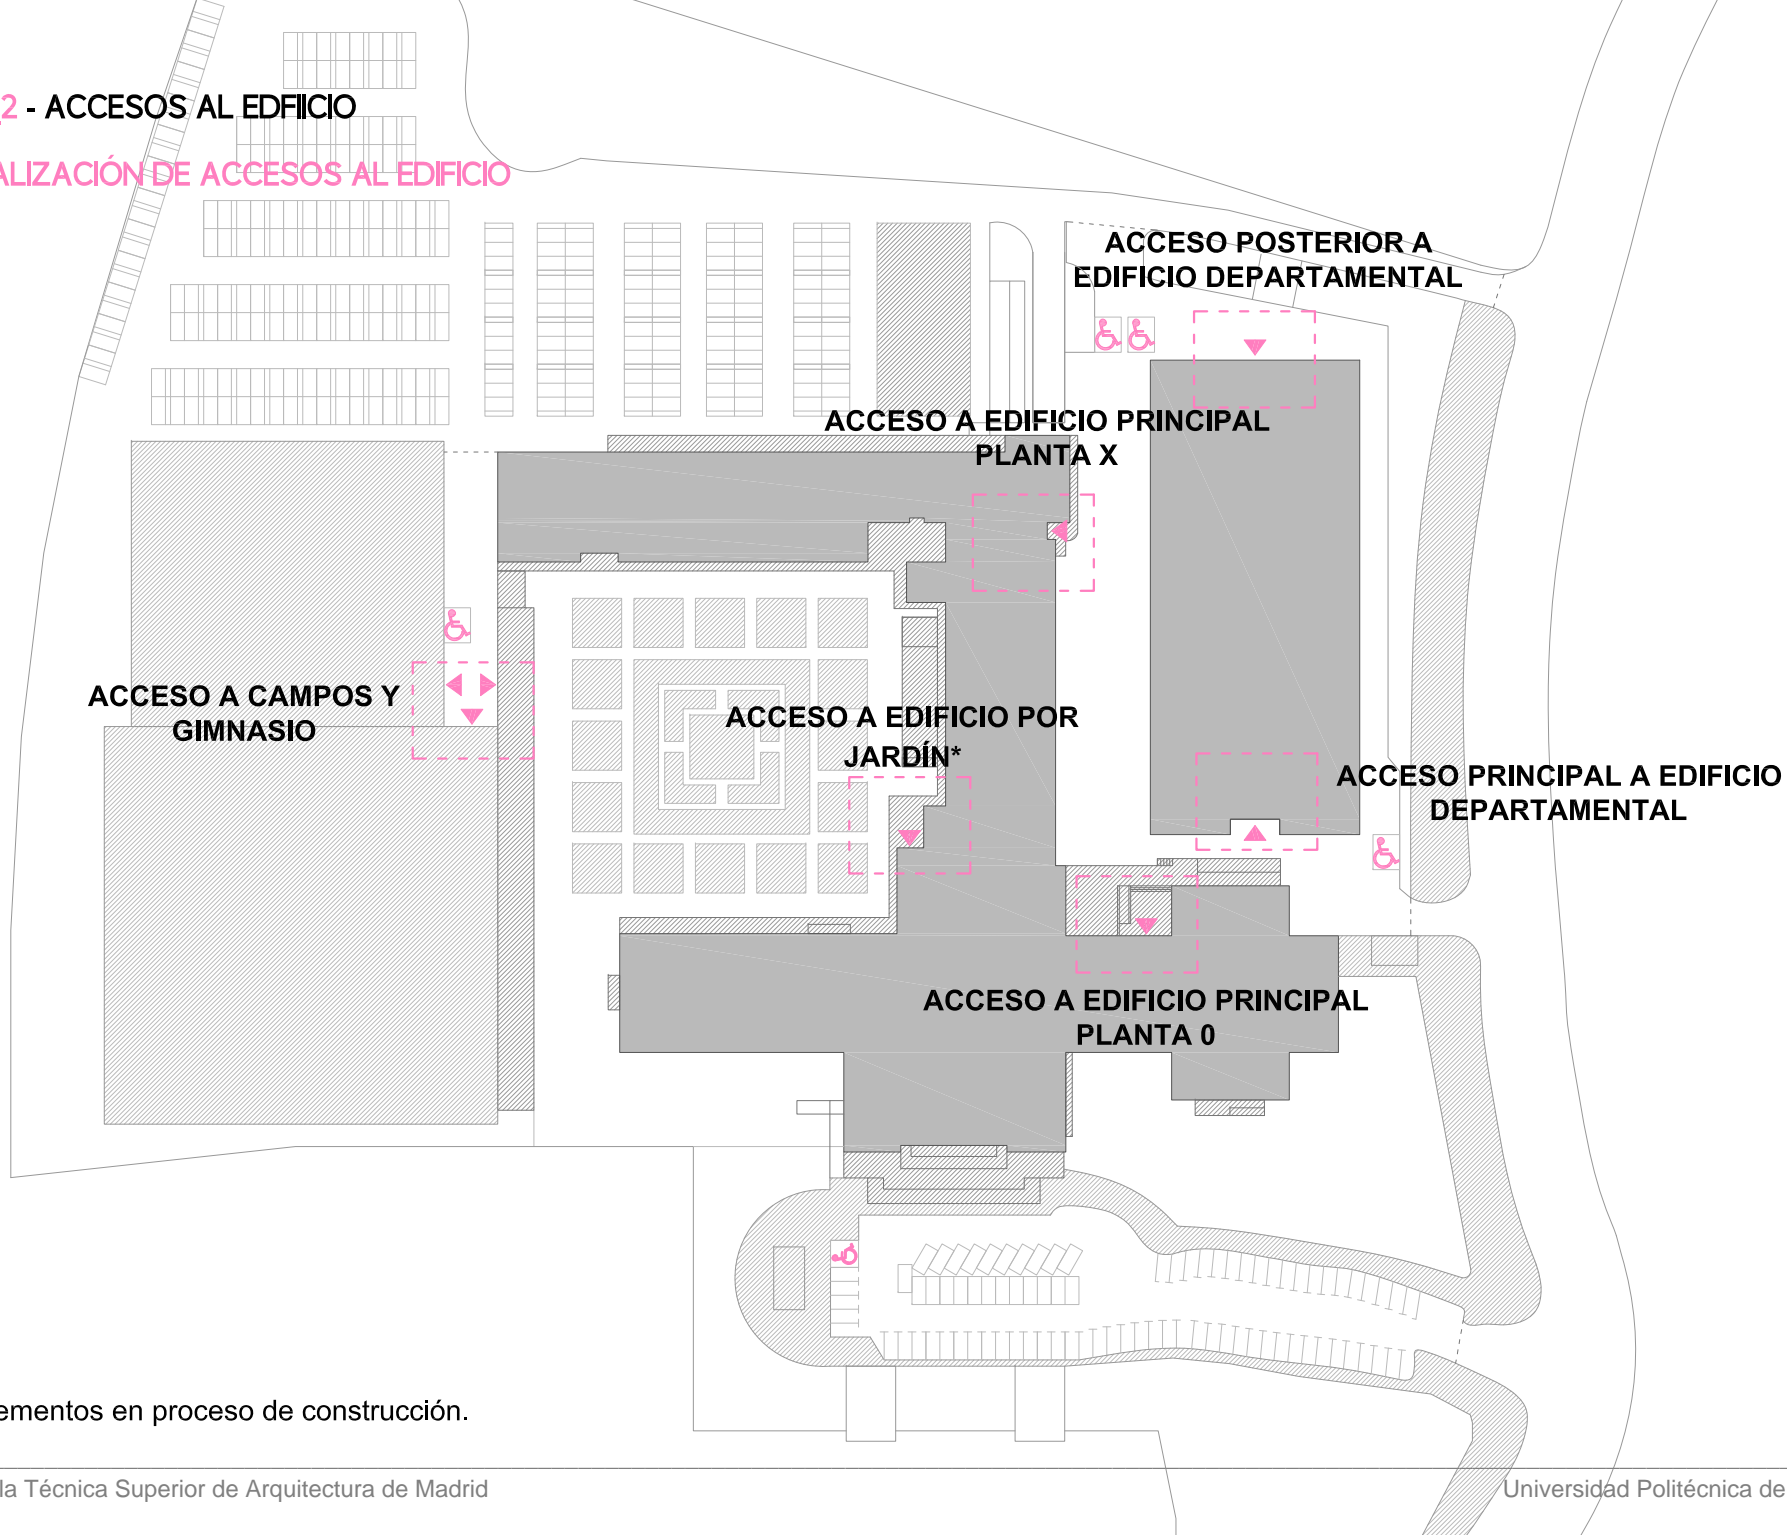 2 - ACCESOS AL EDFIICIO
ALIZACIÓN DE ACCESOS AL EDIFICIO
ACCESO POSTERIOR A
EDIFICIO DEPARTAMENTAL
ACCESO A EDIFICIO PRINCIPAL
PLANTA X
ACCESO A CAMPOS Y
GIMNASIO
ACCESO A EDIFICIO POR
JARDÍN*
ACCESO PRINCIPAL A EDIFICIO
DEPARTAMENTAL
ACCESO A EDIFICIO PRINCIPAL
PLANTA 0
ementos en proceso de construcción.
la Técnica Superior de Arquitectura de Madrid
Universidad Politécnica de